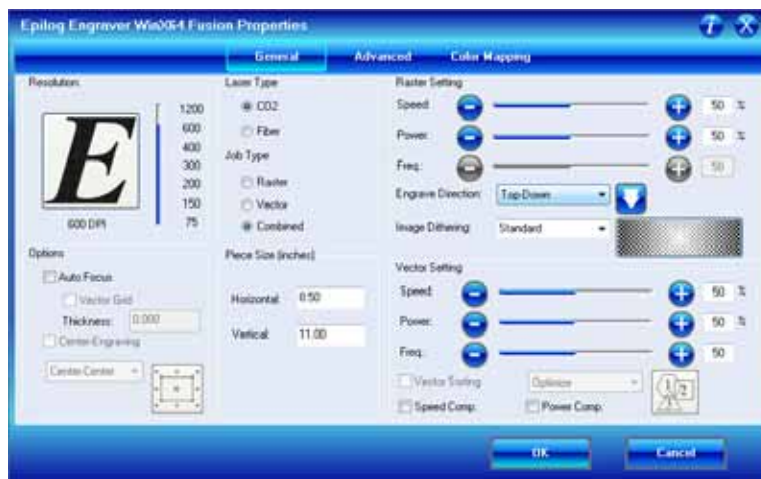 Epilog Engraver WinX64 Fusion Properties
General Advanced Color Mapping
Resolution:
E
1200
600
400
300
200
150
75
600 DPI
Options
Auto Focus
Vector Grid
Thickness: 0.000
Center-Engraving
Center-Center
Laser Type
CO2
Fiber
Job Type
Raster
Vector
Combined
Piece Size (inches)
Horizontal: 8.50
Vertical: 11.00
Raster Setting
Speed: 50 %
Power: 50 %
Freq.: 50
Engrave Direction: Top-Down
Image Dithering: Standard
Vector Setting
Speed: 50 %
Power: 50 %
Freq.: 50
Vector Sorting Optimize
Speed Comp. Power Comp.
OK Cancel